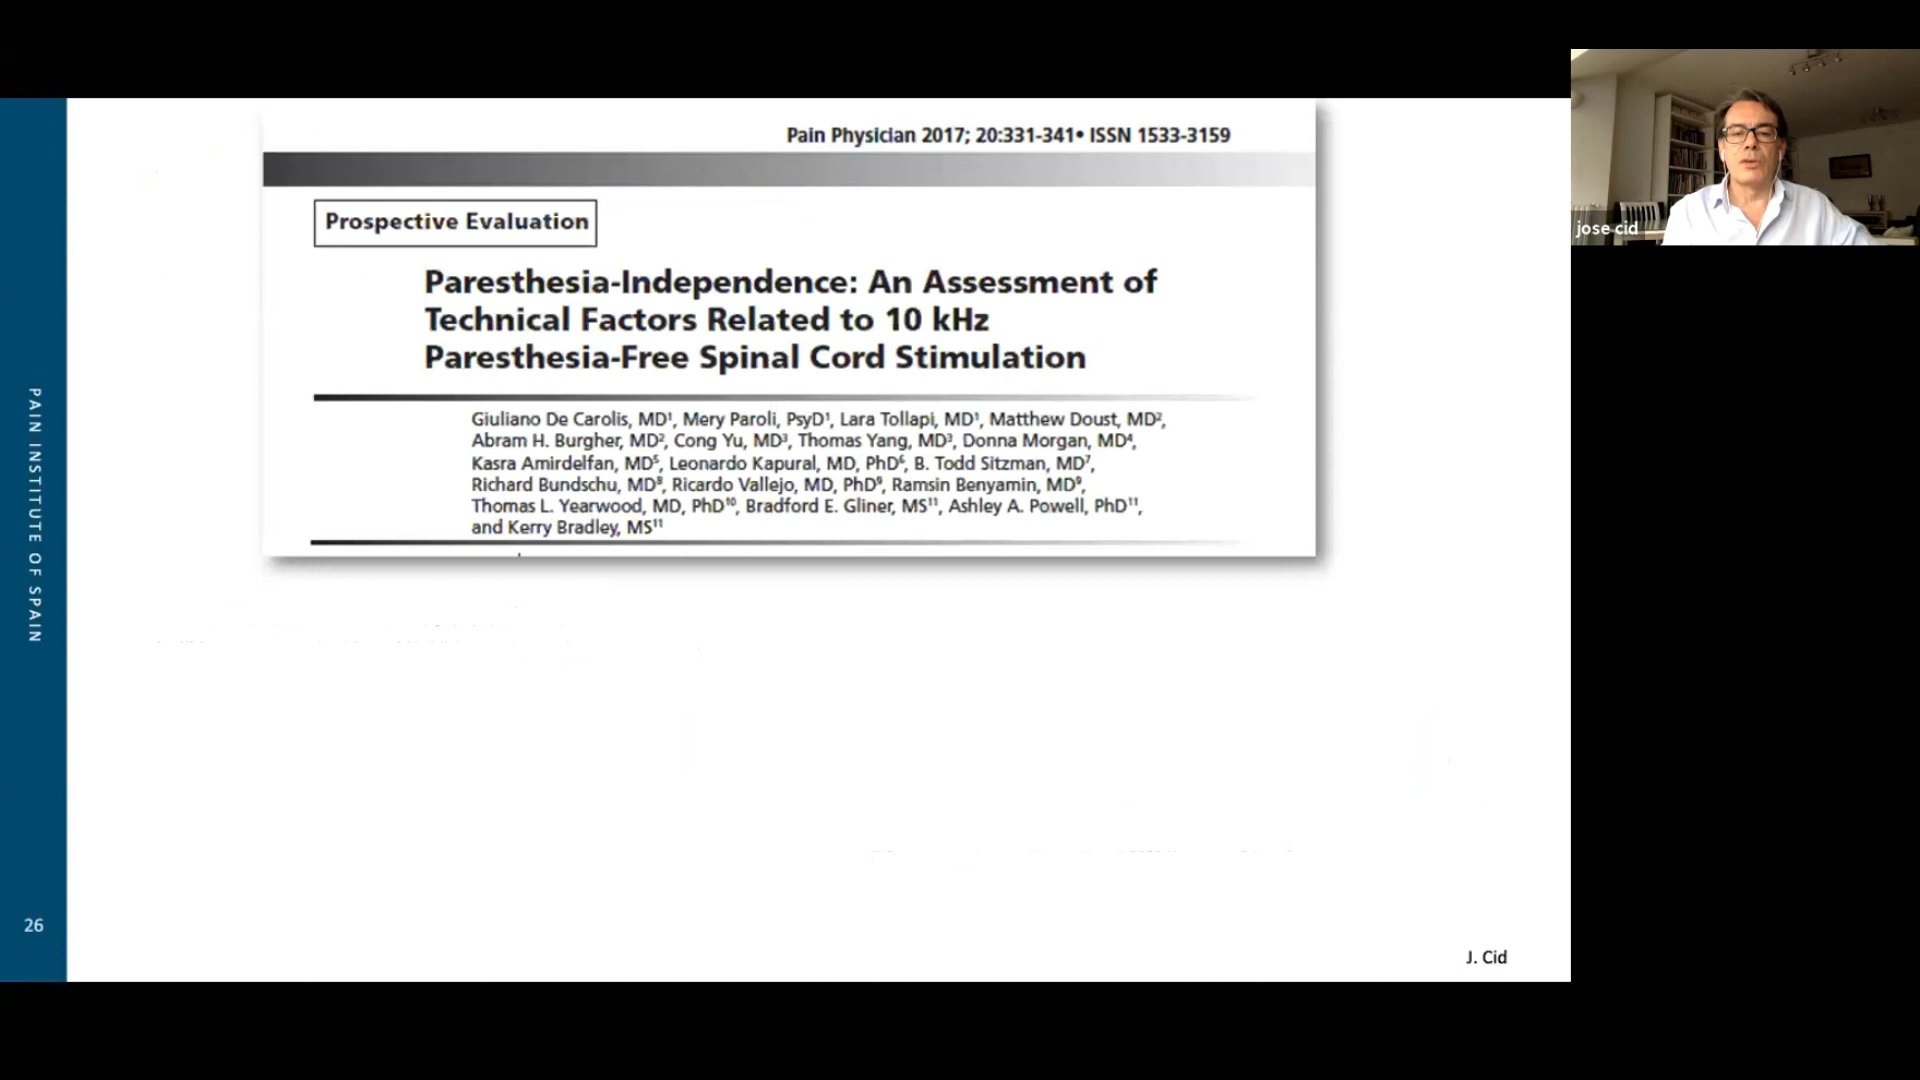 Pain Physician 2017; 20:331-341• ISSN 1533-3159
Prospective Evaluation
Paresthesia-Independence: An Assessment of
Technical Factors Related to 10 kHz
Paresthesia-Free Spinal Cord Stimulation
Giuliano De Carolis, MD¹, Mery Paroli, PsyD¹, Lara Tollapi, MD¹, Matthew Doust, MD²,
Abram H. Burgher, MD², Cong Yu, MD³, Thomas Yang, MD³, Donna Morgan, MD⁴,
Kasra Amirdelfan, MD⁵, Leonardo Kapural, MD, PhD⁶, B. Todd Sitzman, MD⁷,
Richard Bundschu, MD⁸, Ricardo Vallejo, MD, PhD⁹, Ramsin Benyamin, MD⁹,
Thomas L. Yearwood, MD, PhD¹⁰, Bradford E. Gliner, MS¹¹, Ashley A. Powell, PhD¹¹,
and Kerry Bradley, MS¹¹
PAIN INSTITUTE OF SPAIN
26
J. Cid
jose cid